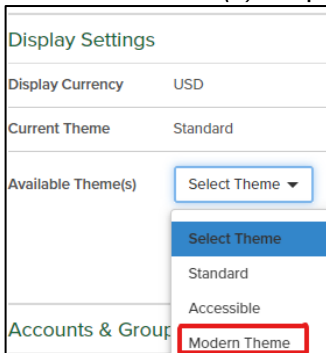 Display Settings
Display Currency USD
Current Theme Standard
Available Theme(s) Select Theme
Select Theme
Standard
Accessible
Accounts &
Modern Theme